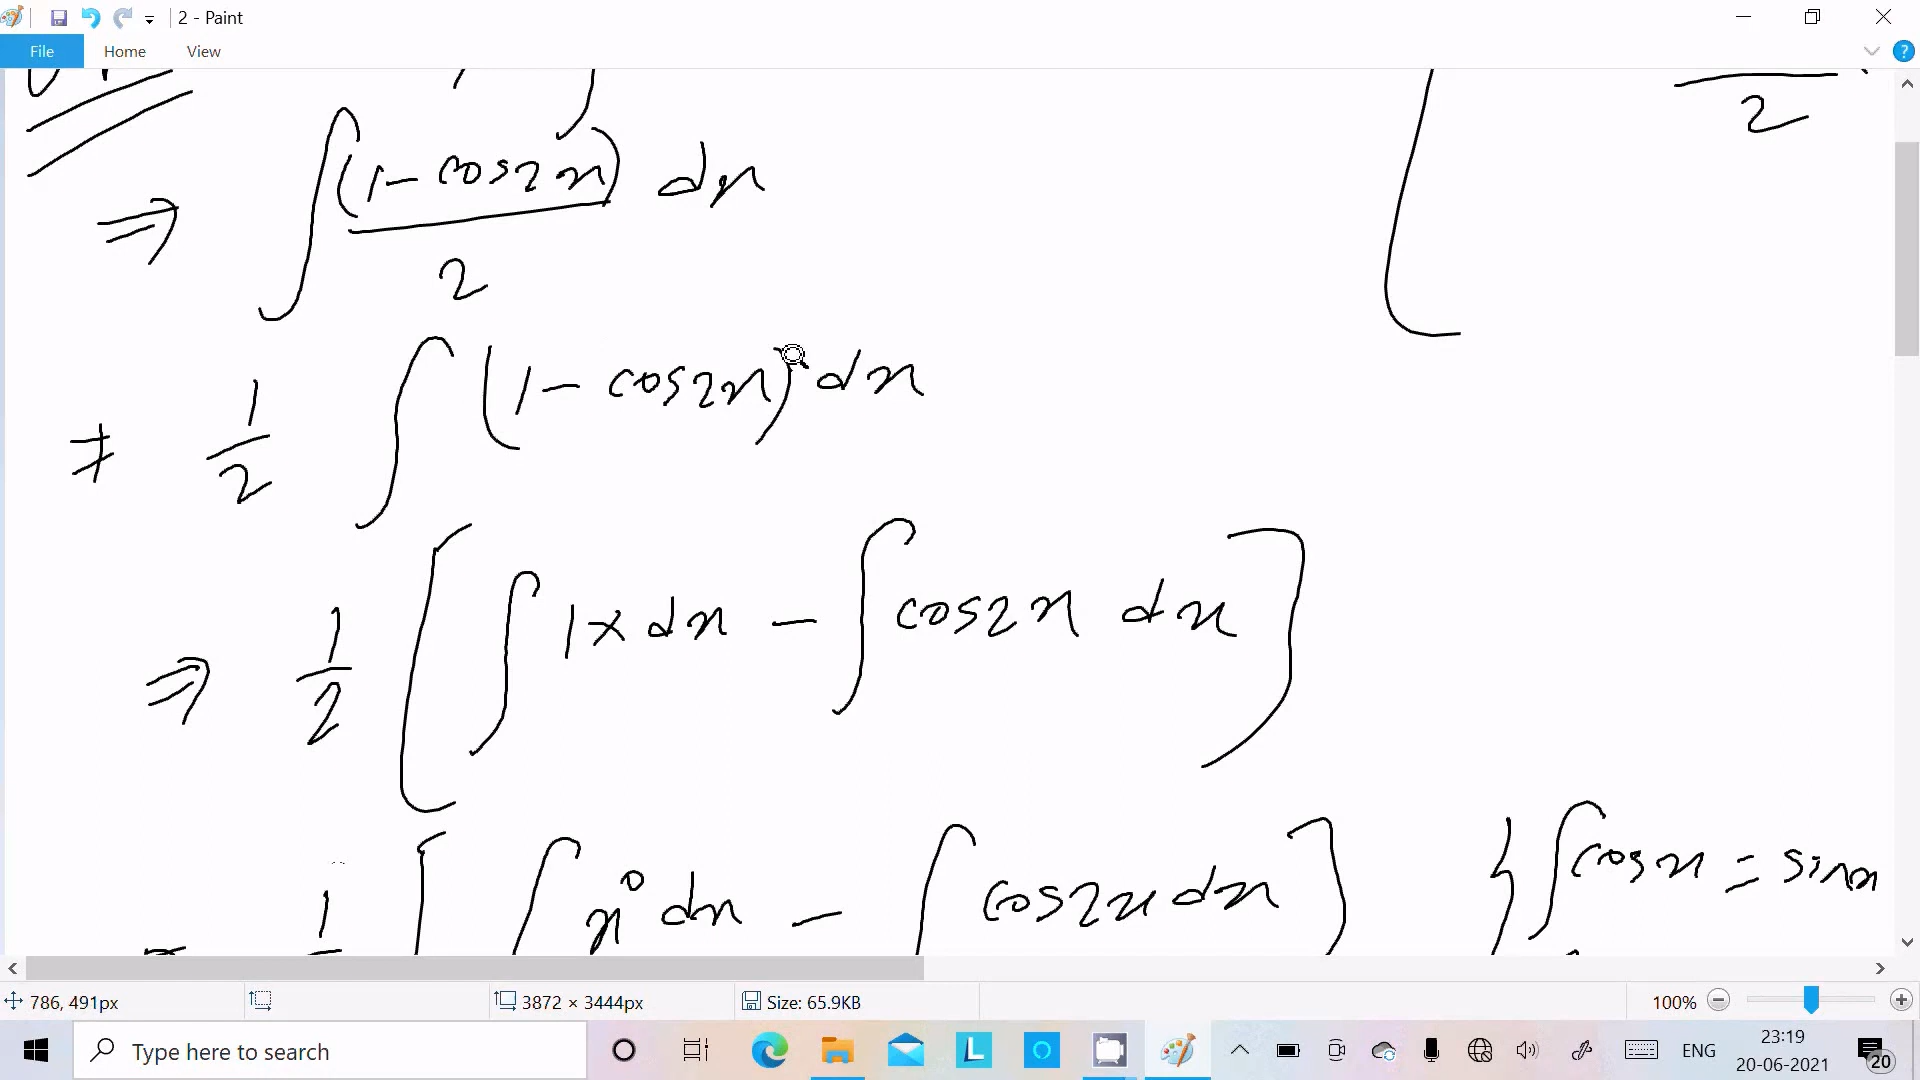 2 - Paint
File Home View
2
⇒ ∫ (1 - cos2x)/2 dx
⇒ 1/2 ∫ (1 - cos2x) dx
⇒ 1/2 [ ∫ 1 x dx - ∫ cos2x dx ]
1 [ ∫ x⁰ dx - ∫ cos2x dx ] { ∫ cosx = sinx
786, 491px 3872 × 3444px Size: 65.9KB 100%
Type here to search L ENG 23:19
20-06-2021 20